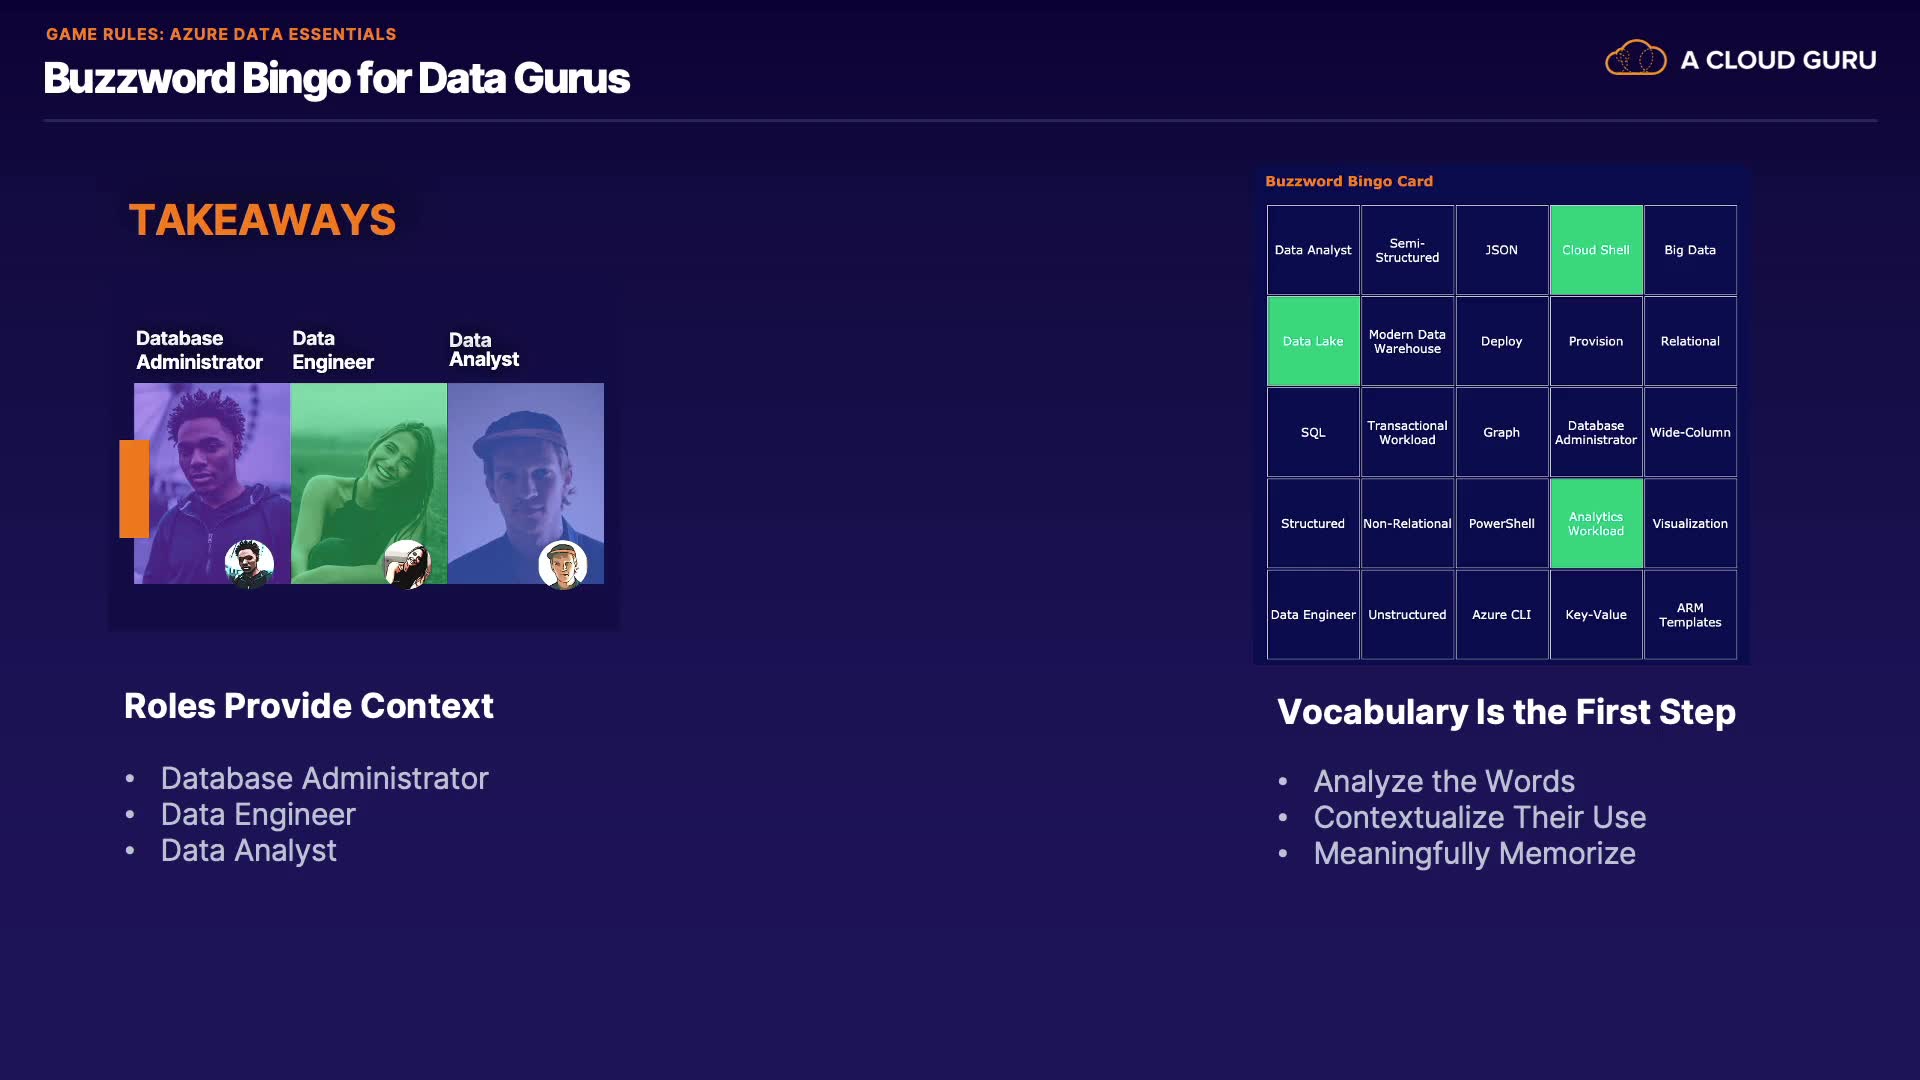 GAME RULES: AZURE DATA ESSENTIALS
Buzzword Bingo for Data Gurus
A CLOUD GURU
TAKEAWAYS
Database
Administrator
Data
Engineer
Data
Analyst
Roles Provide Context
• Database Administrator
• Data Engineer
• Data Analyst
Buzzword Bingo Card
Data Analyst
Semi-
Structured
JSON
Cloud Shell
Big Data
Data Lake
Modern Data
Warehouse
Deploy
Provision
Relational
SQL
Transactional
Workload
Graph
Database
Administrator
Wide-Column
Structured
Non-Relational
PowerShell
Analytics
Workload
Visualization
Data Engineer
Unstructured
Azure CLI
Key-Value
ARM
Templates
Vocabulary Is the First Step
• Analyze the Words
• Contextualize Their Use
• Meaningfully Memorize